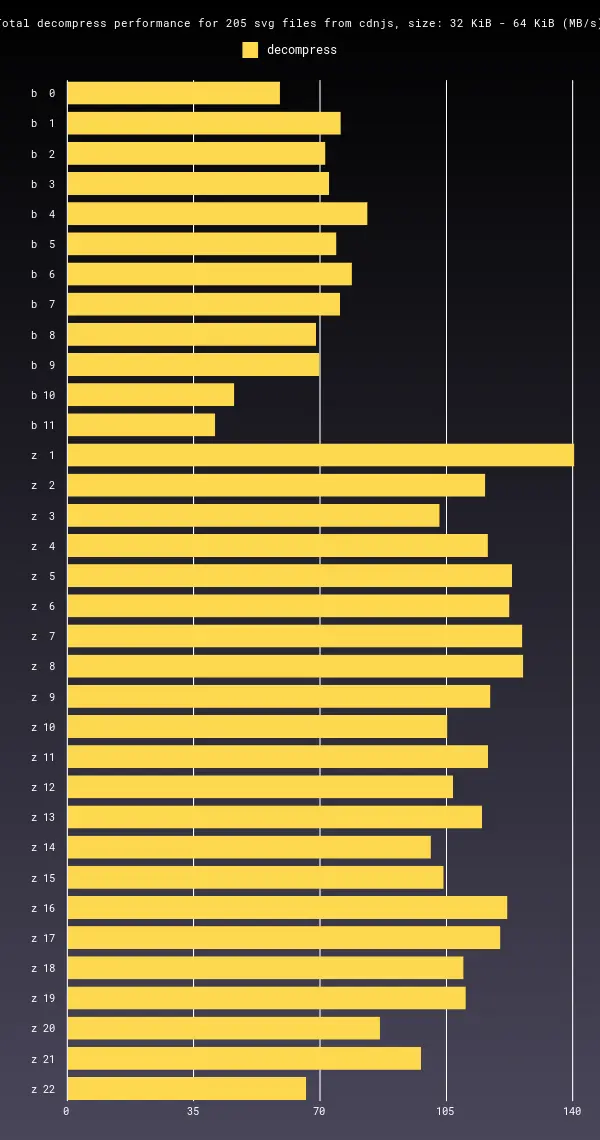 otal decompress performance for 205 svg files from cdnjs, size: 32 KiB - 64 KiB (MB/s)
decompress
b 0
b 1
b 2
b 3
b 4
b 5
b 6
b 7
b 8
b 9
b 10
b 11
z 1
z 2
z 3
z 4
z 5
z 6
z 7
z 8
z 9
z 10
z 11
z 12
z 13
z 14
z 15
z 16
z 17
z 18
z 19
z 20
z 21
z 22
0 35 70 105 140